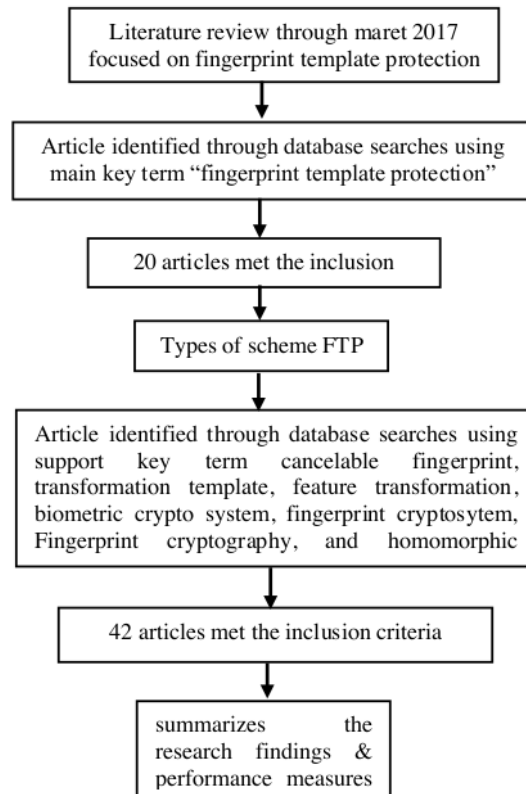 Literature review through maret 2017
focused on fingerprint template protection
Article identified through database searches using
main key term “fingerprint template protection”
20 articles met the inclusion
Types of scheme FTP
Article identified through database searches using
support key term cancelable fingerprint,
transformation template, feature transformation,
biometric crypto system, fingerprint cryptosytem,
Fingerprint cryptography, and homomorphic
42 articles met the inclusion criteria
summarizes the
research findings &
performance measures